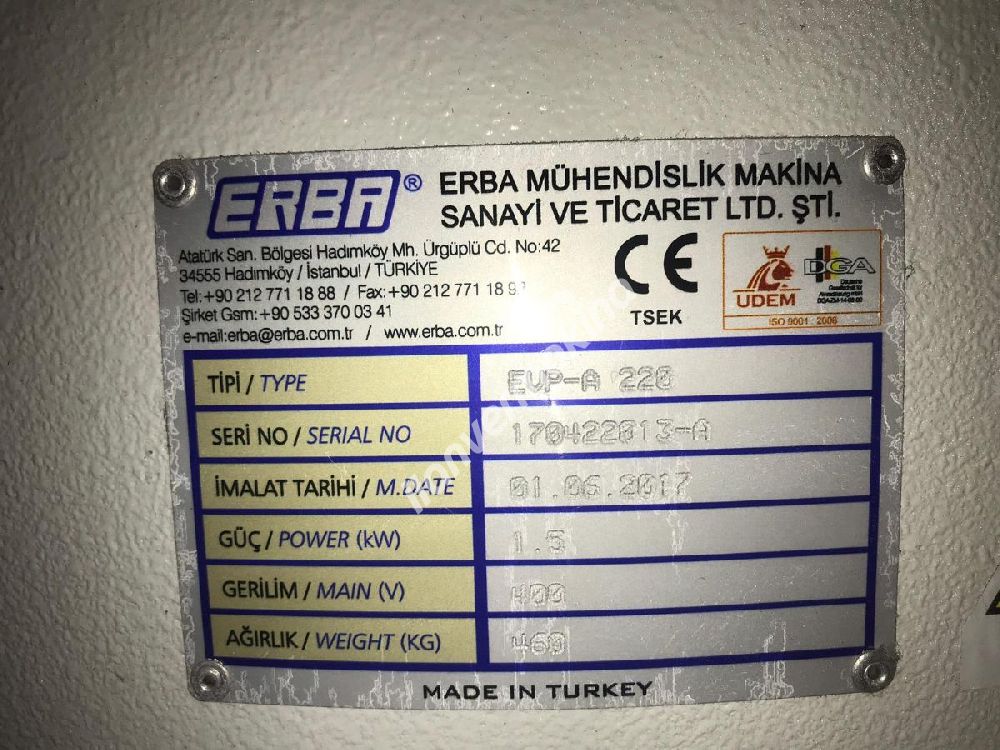 ERBA®
ERBA MÜHENDİSLİK MAKİNA
SANAYİ VE TİCARET LTD. ŞTİ.
Atatürk San. Bölgesi Hadımköy Mh. Ürgüplü Cd. No:42
34555 Hadımköy / İstanbul / TÜRKİYE
Tel:+90 212 771 18 88 / Fax:+90 212 771 18
Şirket Gsm:+90 533 370 03 41
e-mail:erba@erba.com.tr / www.erba.com.tr
CE
TSEK
UDEM
DGA
ISO 9001 : 2008
TİPİ / TYPE EVP-A 220
SERİ NO / SERIAL NO 170422013-A
İMALAT TARİHİ / M.DATE 01.06.2017
GÜÇ / POWER (kW) 1.5
GERİLİM / MAIN (V) 400
AĞIRLIK / WEIGHT (KG) 460
MADE IN TURKEY